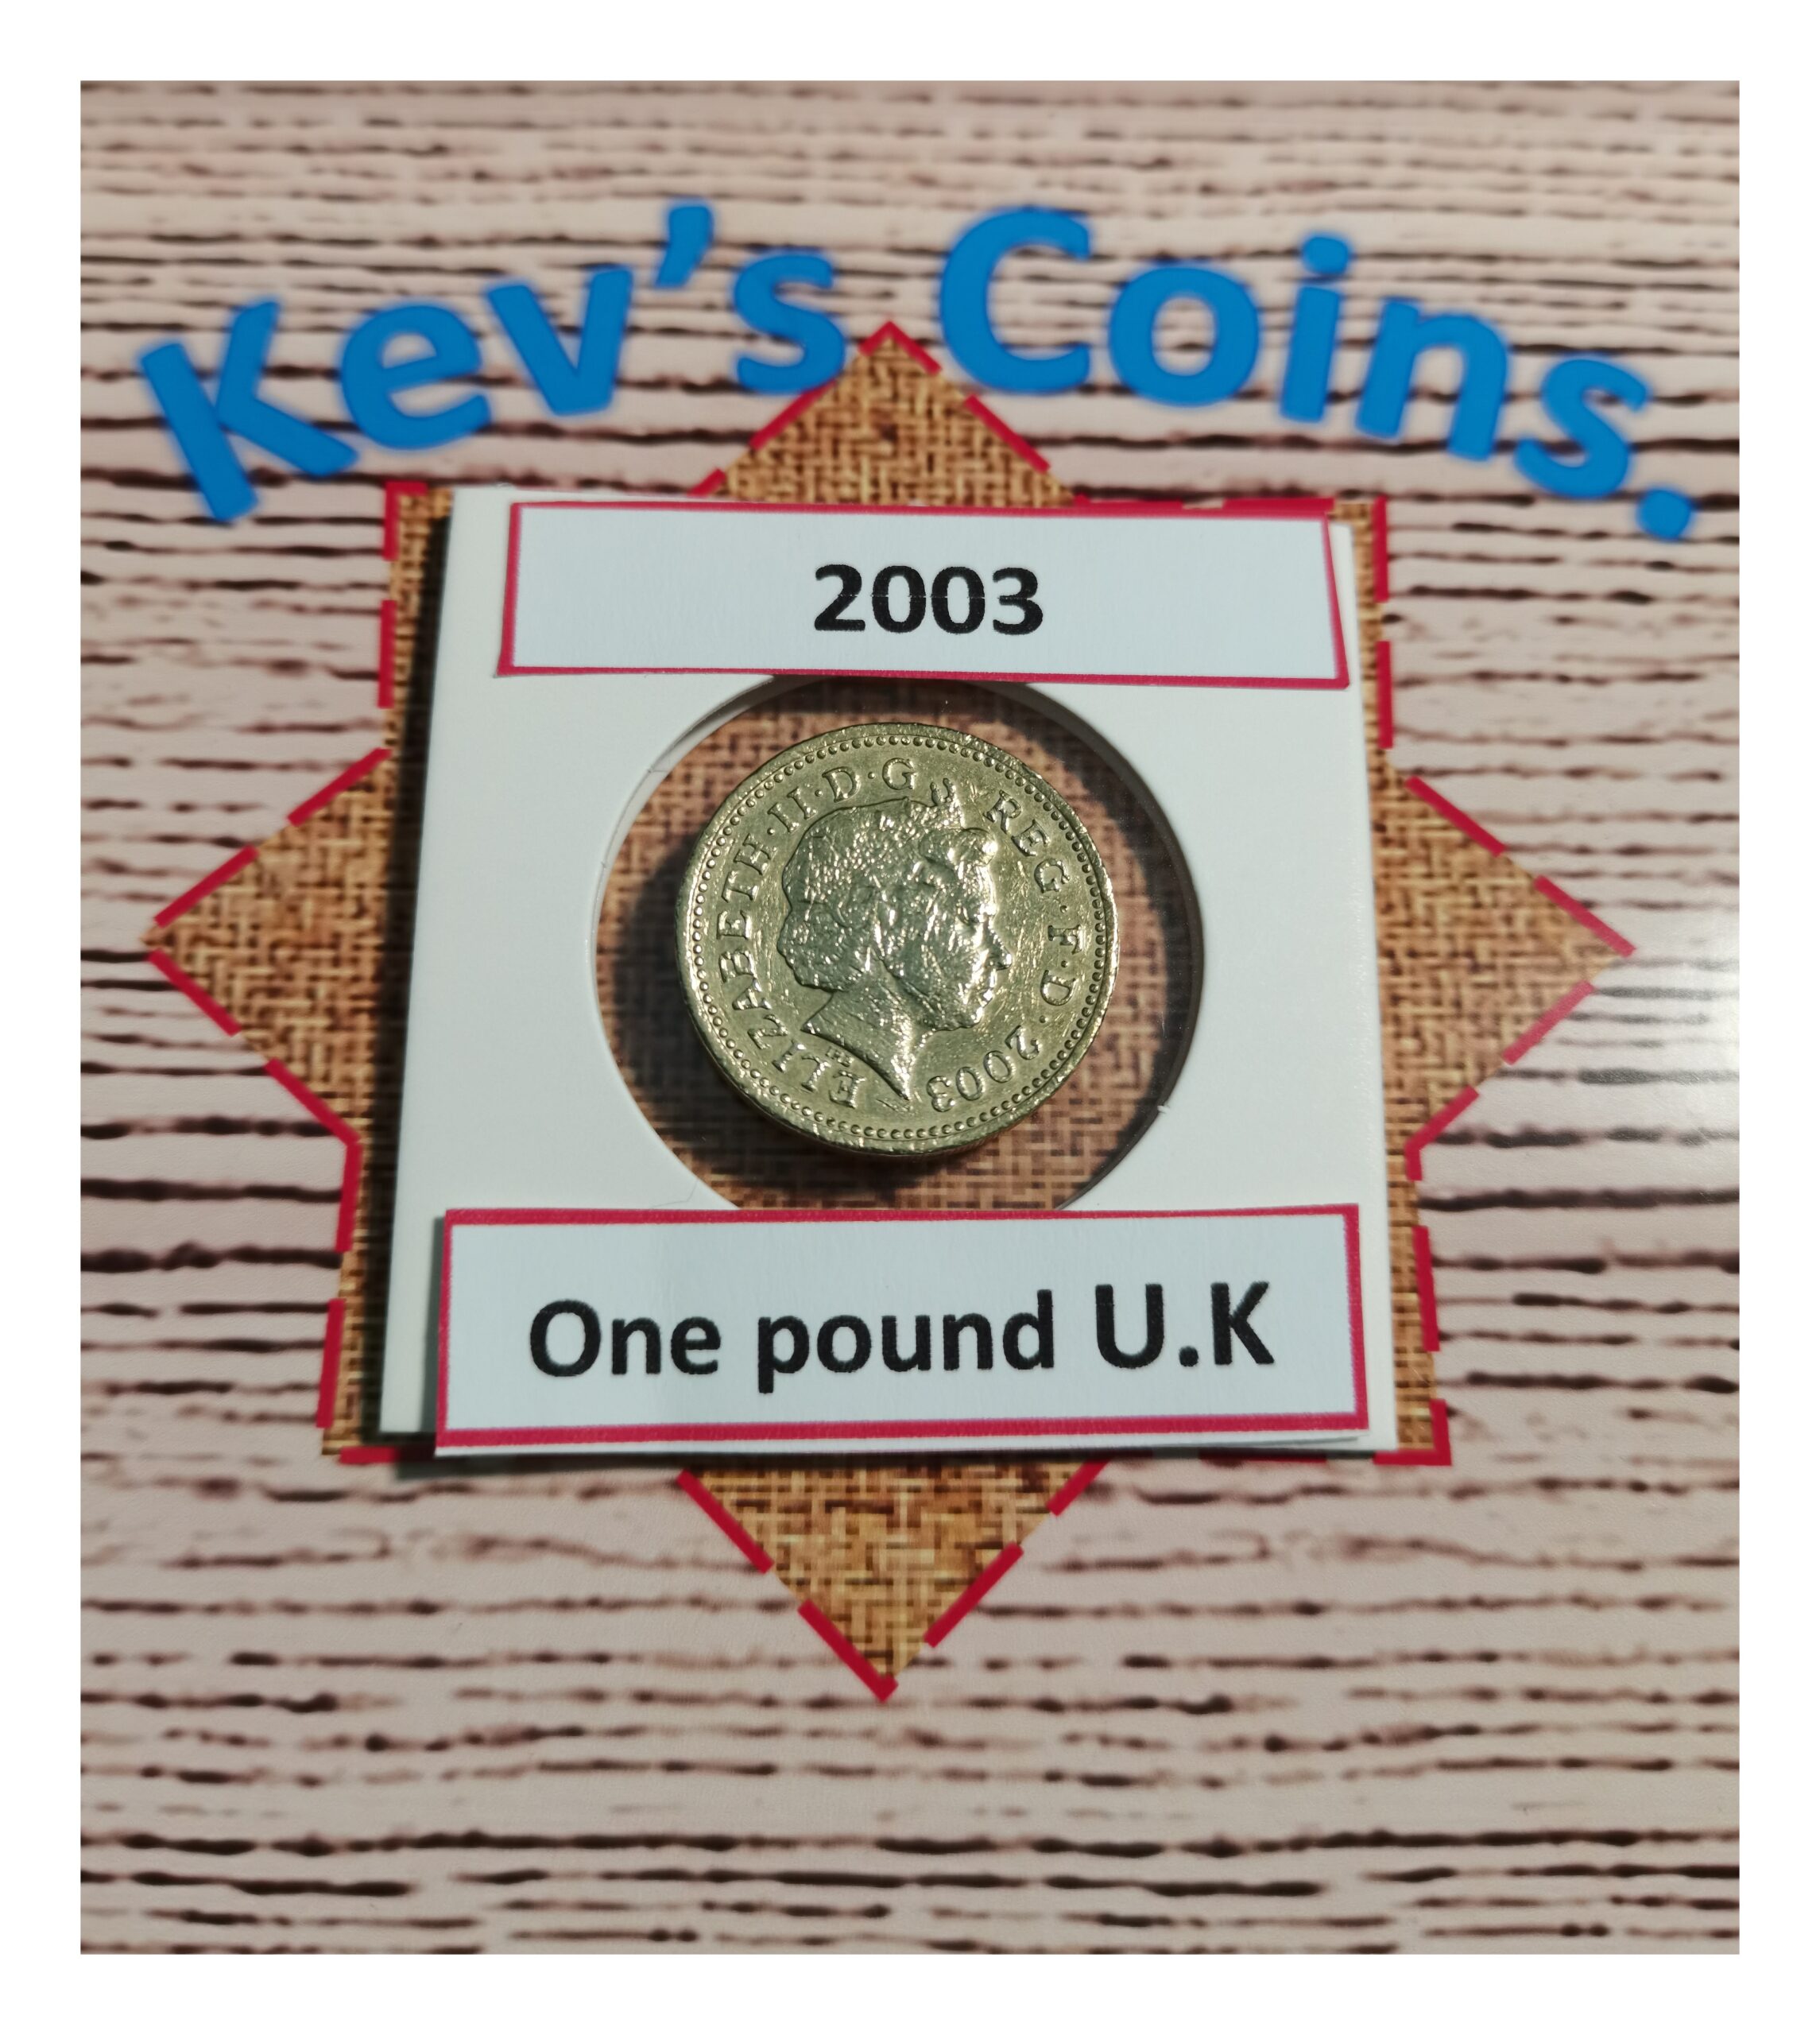 Kev's Coins.
2003
ELIZABETH·II·D·G REG·F·D·2003
One pound U.K